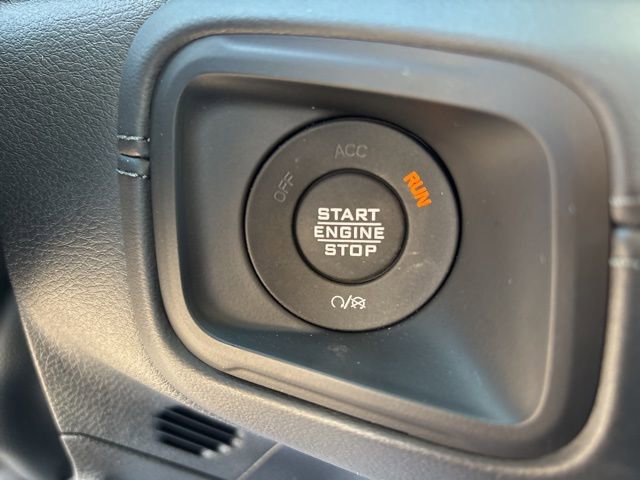 OFF
ACC
RUN
START
ENGINE
STOP